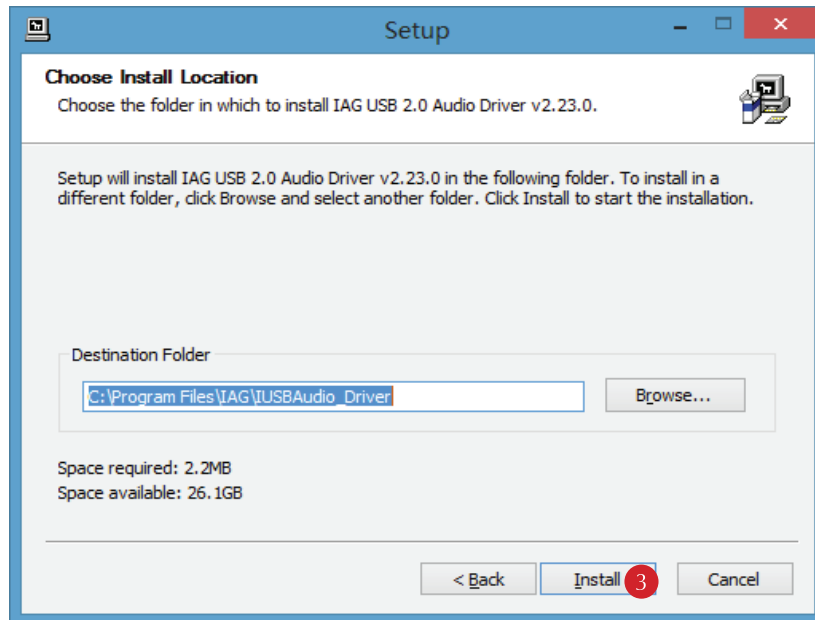 Setup
Choose Install Location
Choose the folder in which to install IAG USB 2.0 Audio Driver v2.23.0.
Setup will install IAG USB 2.0 Audio Driver v2.23.0 in the following folder. To install in a
different folder, click Browse and select another folder. Click Install to start the installation.
Destination Folder
C:\Program Files\IAG\IUSBAudio_Driver
Browse...
Space required: 2.2MB
Space available: 26.1GB
< Back
Install
3
Cancel